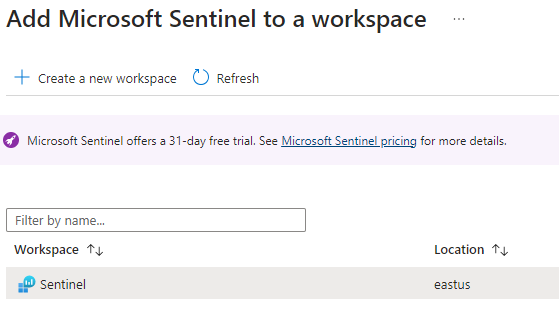 Add Microsoft Sentinel to a workspace ...
+ Create a new workspace Refresh
Microsoft Sentinel offers a 31-day free trial. See Microsoft Sentinel pricing for more details.
Filter by name...
Workspace ↑↓ Location ↑↓
Sentinel eastus